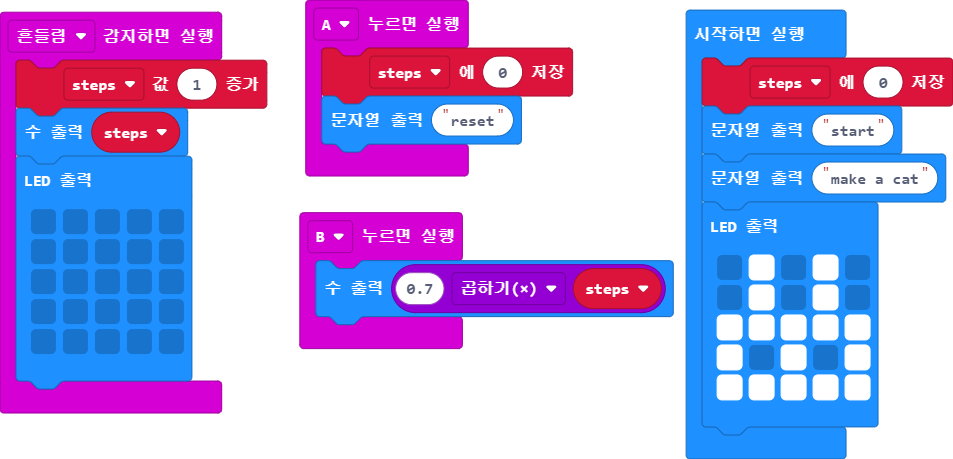 흔들림 감지하면 실행
steps 값 1 증가
수 출력 steps
LED 출력
A 누르면 실행
steps 에 0 저장
문자열 출력 "reset"
B 누르면 실행
수 출력 0.7 곱하기(×) steps
시작하면 실행
steps 에 0 저장
문자열 출력 "start"
문자열 출력 "make a cat"
LED 출력